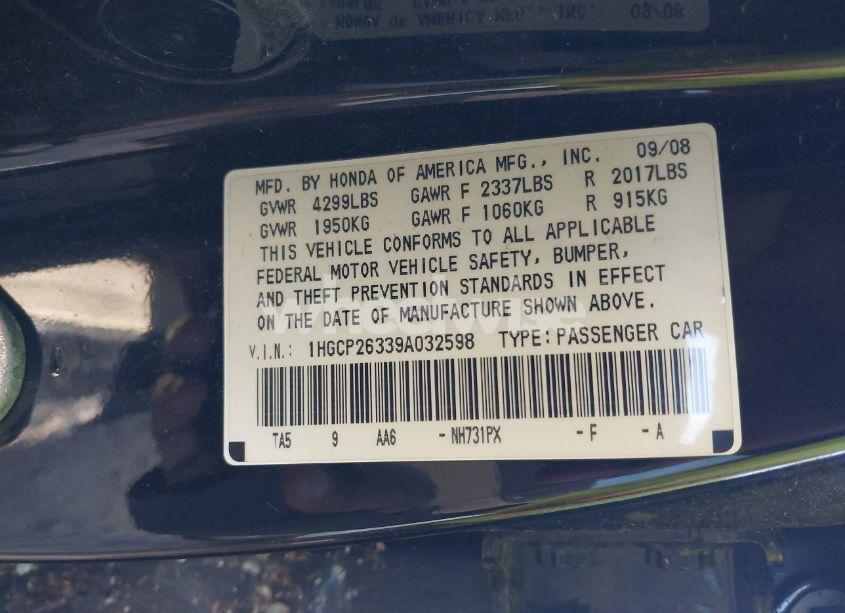 MFD. BY HONDA OF AMERICA MFG., INC. 09/08
GVWR 4299LBS GAWR F 2337LBS R 2017LBS
GVWR 1950KG GAWR F 1060KG R 915KG
THIS VEHICLE CONFORMS TO ALL APPLICABLE
FEDERAL MOTOR VEHICLE SAFETY, BUMPER,
AND THEFT PREVENTION STANDARDS IN EFFECT
ON THE DATE OF MANUFACTURE SHOWN ABOVE.
V.I.N.: 1HGCP26339A032598 TYPE:PASSENGER CAR
TA5 9 AA6 -NH731PX -F -A